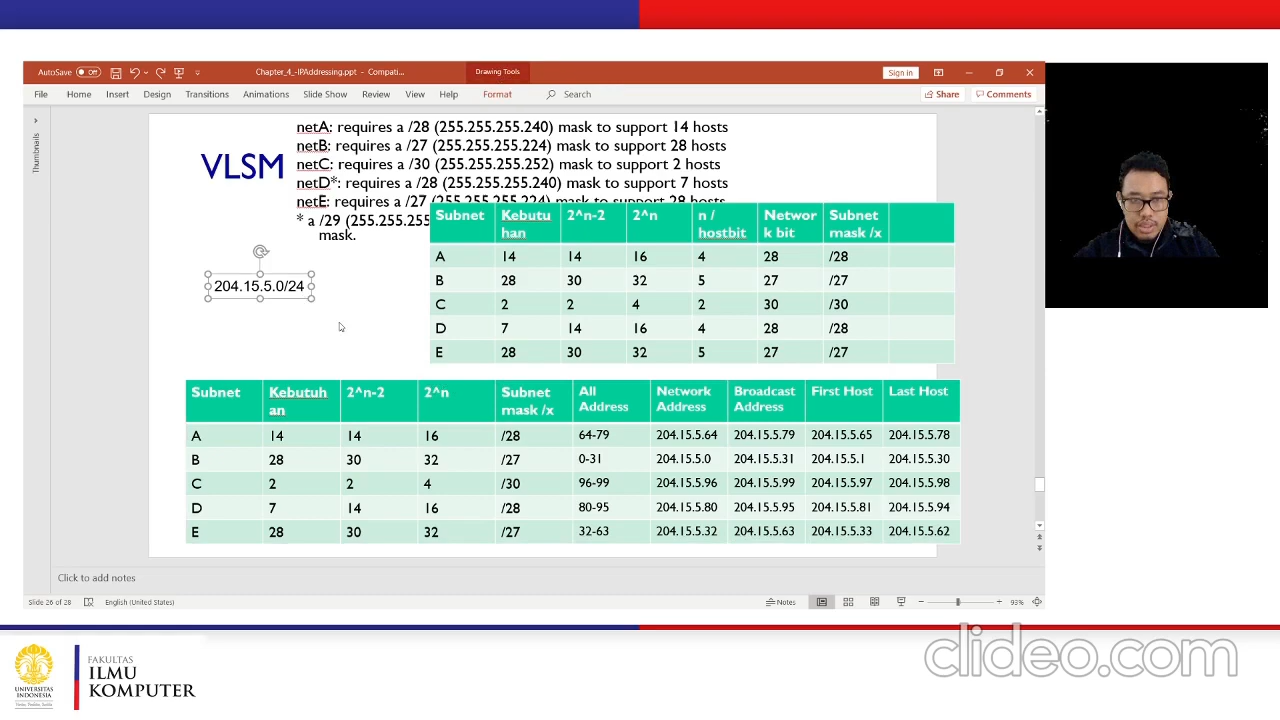 AutoSave Off
Chapter_4_-IPAddressing.ppt - Compati...
Drawing Tools
Sign in
File Home Insert Design Transitions Animations Slide Show Review View Help Format Search Share Comments
Thumbnails
VLSM
netA: requires a /28 (255.255.255.240) mask to support 14 hosts
netB: requires a /27 (255.255.255.224) mask to support 28 hosts
netC: requires a /30 (255.255.255.252) mask to support 2 hosts
netD*: requires a /28 (255.255.255.240) mask to support 7 hosts
netE: requires a /27 (255.255.255.224) mask to support 28 hosts
* a /29 (255.255.255
mask.
204.15.5.0/24
Subnet Kebutuhan 2^n-2 2^n n / hostbit Network bit Subnet mask /x
A 14 14 16 4 28 /28
B 28 30 32 5 27 /27
C 2 2 4 2 30 /30
D 7 14 16 4 28 /28
E 28 30 32 5 27 /27
Subnet Kebutuhan 2^n-2 2^n Subnet mask /x All Address Network Address Broadcast Address First Host Last Host
A 14 14 16 /28 64-79 204.15.5.64 204.15.5.79 204.15.5.65 204.15.5.78
B 28 30 32 /27 0-31 204.15.5.0 204.15.5.31 204.15.5.1 204.15.5.30
C 2 2 4 /30 96-99 204.15.5.96 204.15.5.99 204.15.5.97 204.15.5.98
D 7 14 16 /28 80-95 204.15.5.80 204.15.5.95 204.15.5.81 204.15.5.94
E 28 30 32 /27 32-63 204.15.5.32 204.15.5.63 204.15.5.33 204.15.5.62
Click to add notes
Slide 26 of 28 English (United States) Notes 93%
UNIVERSITAS
INDONESIA
FAKULTAS
ILMU
KOMPUTER
clideo.com